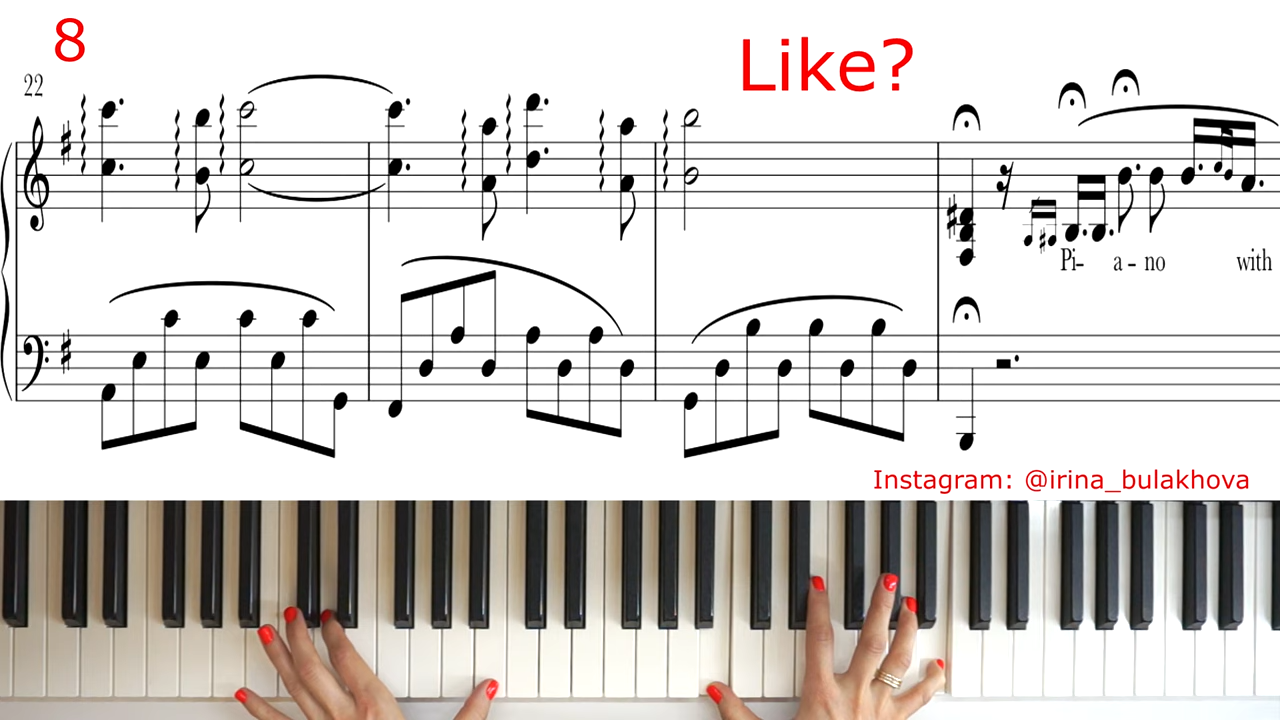 8
Like?
22
Pi- a - no with
Instagram: @irina_bulakhova